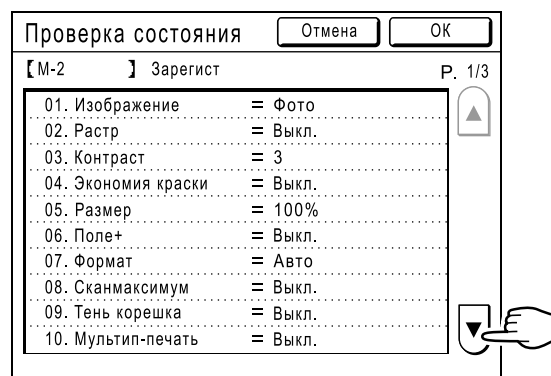 Проверка состояния Отмена ОК
【М-2 】 Зарегист Р. 1/3
01. Изображение = Фото
02. Растр = Выкл.
03. Контраст = 3
04. Экономия краски = Выкл.
05. Размер = 100%
06. Поле+ = Выкл.
07. Формат = Авто
08. Сканмаксимум = Выкл.
09. Тень корешка = Выкл.
10. Мультип-печать = Выкл.